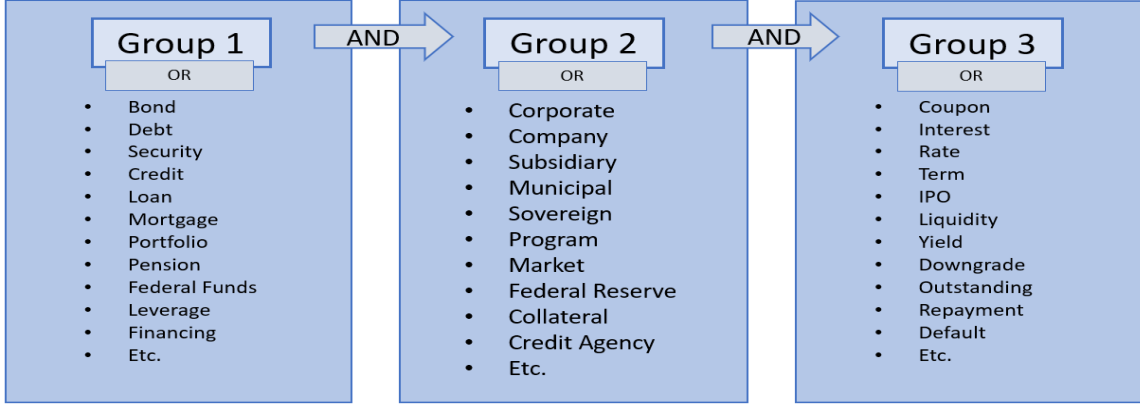 Group 1
OR
• Bond
• Debt
• Security
• Credit
• Loan
• Mortgage
• Portfolio
• Pension
• Federal Funds
• Leverage
• Financing
• Etc.
AND
Group 2
OR
• Corporate
• Company
• Subsidiary
• Municipal
• Sovereign
• Program
• Market
• Federal Reserve
• Collateral
• Credit Agency
• Etc.
AND
Group 3
OR
• Coupon
• Interest
• Rate
• Term
• IPO
• Liquidity
• Yield
• Downgrade
• Outstanding
• Repayment
• Default
• Etc.